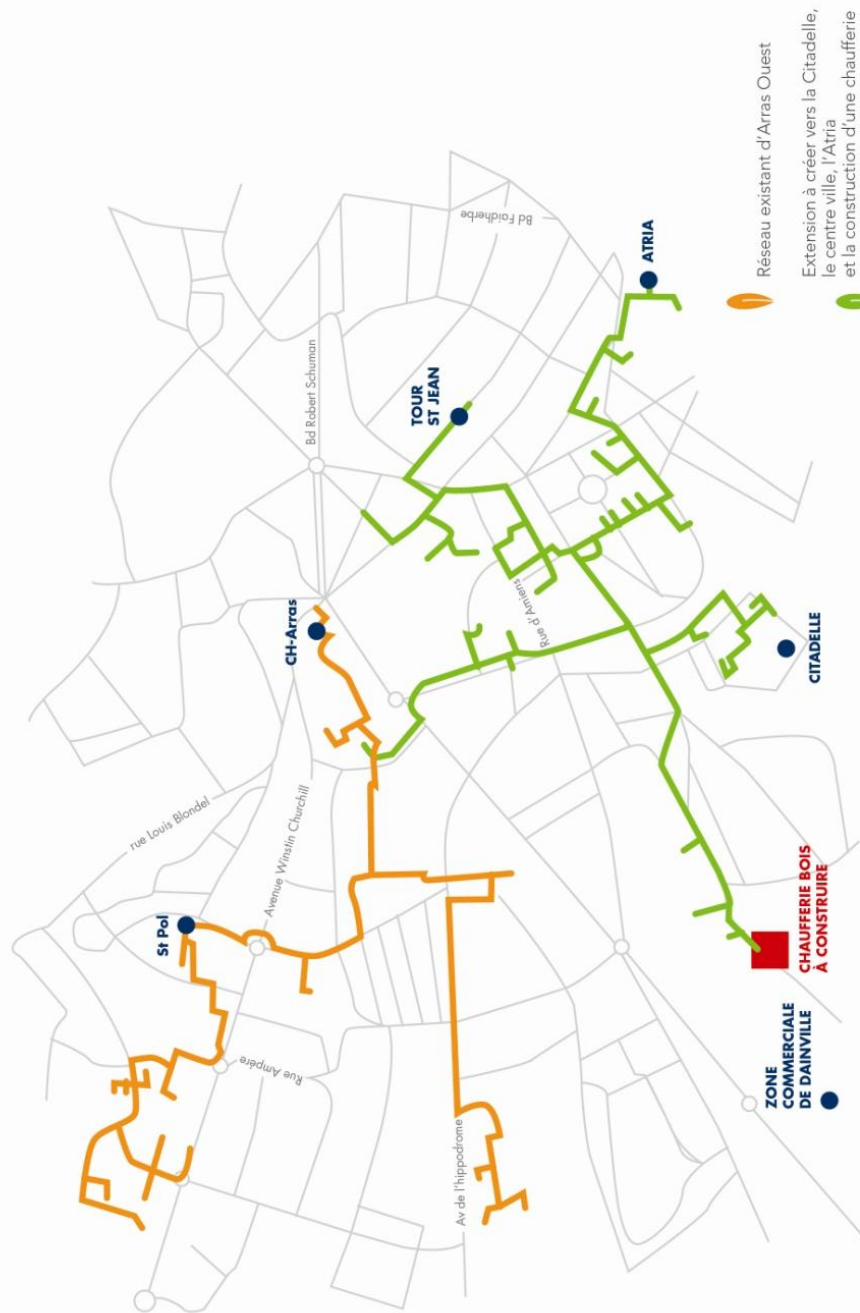 rue Louis Blondel
Bd Robert Schuman
Bd Faidherbe
St Pol
CH-Arras
Avenue Winstin Churchill
TOUR
ST JEAN
Rue Ampère
Rue d'Amiens
ATRIA
Av de l'hippodrome
CITADELLE
CHAUFFERIE BOIS
À CONSTRUIRE
ZONE
COMMERCIALE
DE DAINVILLE
Réseau existant d'Arras Ouest
Extension à créer vers la Citadelle,
le centre ville, l'Atria
et la construction d'une chaufferie